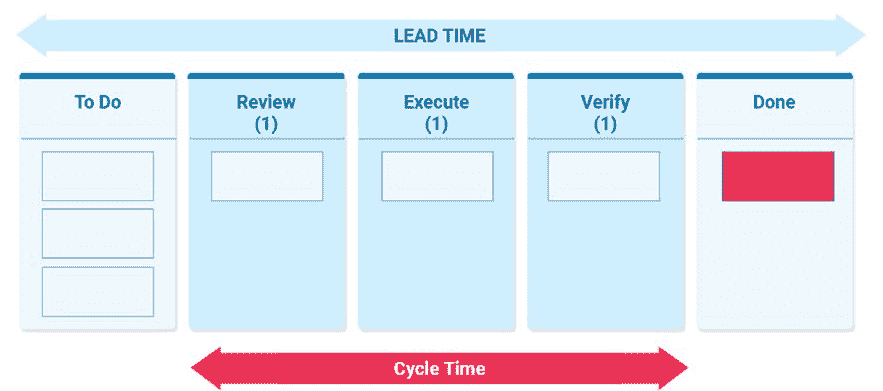 LEAD TIME
To Do
Review
(1)
Execute
(1)
Verify
(1)
Done
Cycle Time